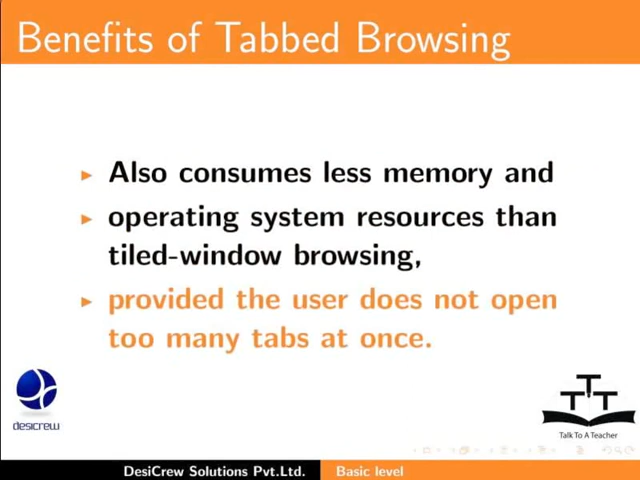 Benefits of Tabbed Browsing
Also consumes less memory and
operating system resources than
tiled-window browsing,
provided the user does not open
too many tabs at once.
desicrew
TTT
Talk To A Teacher
DesiCrew Solutions Pvt.Ltd.
Basic level